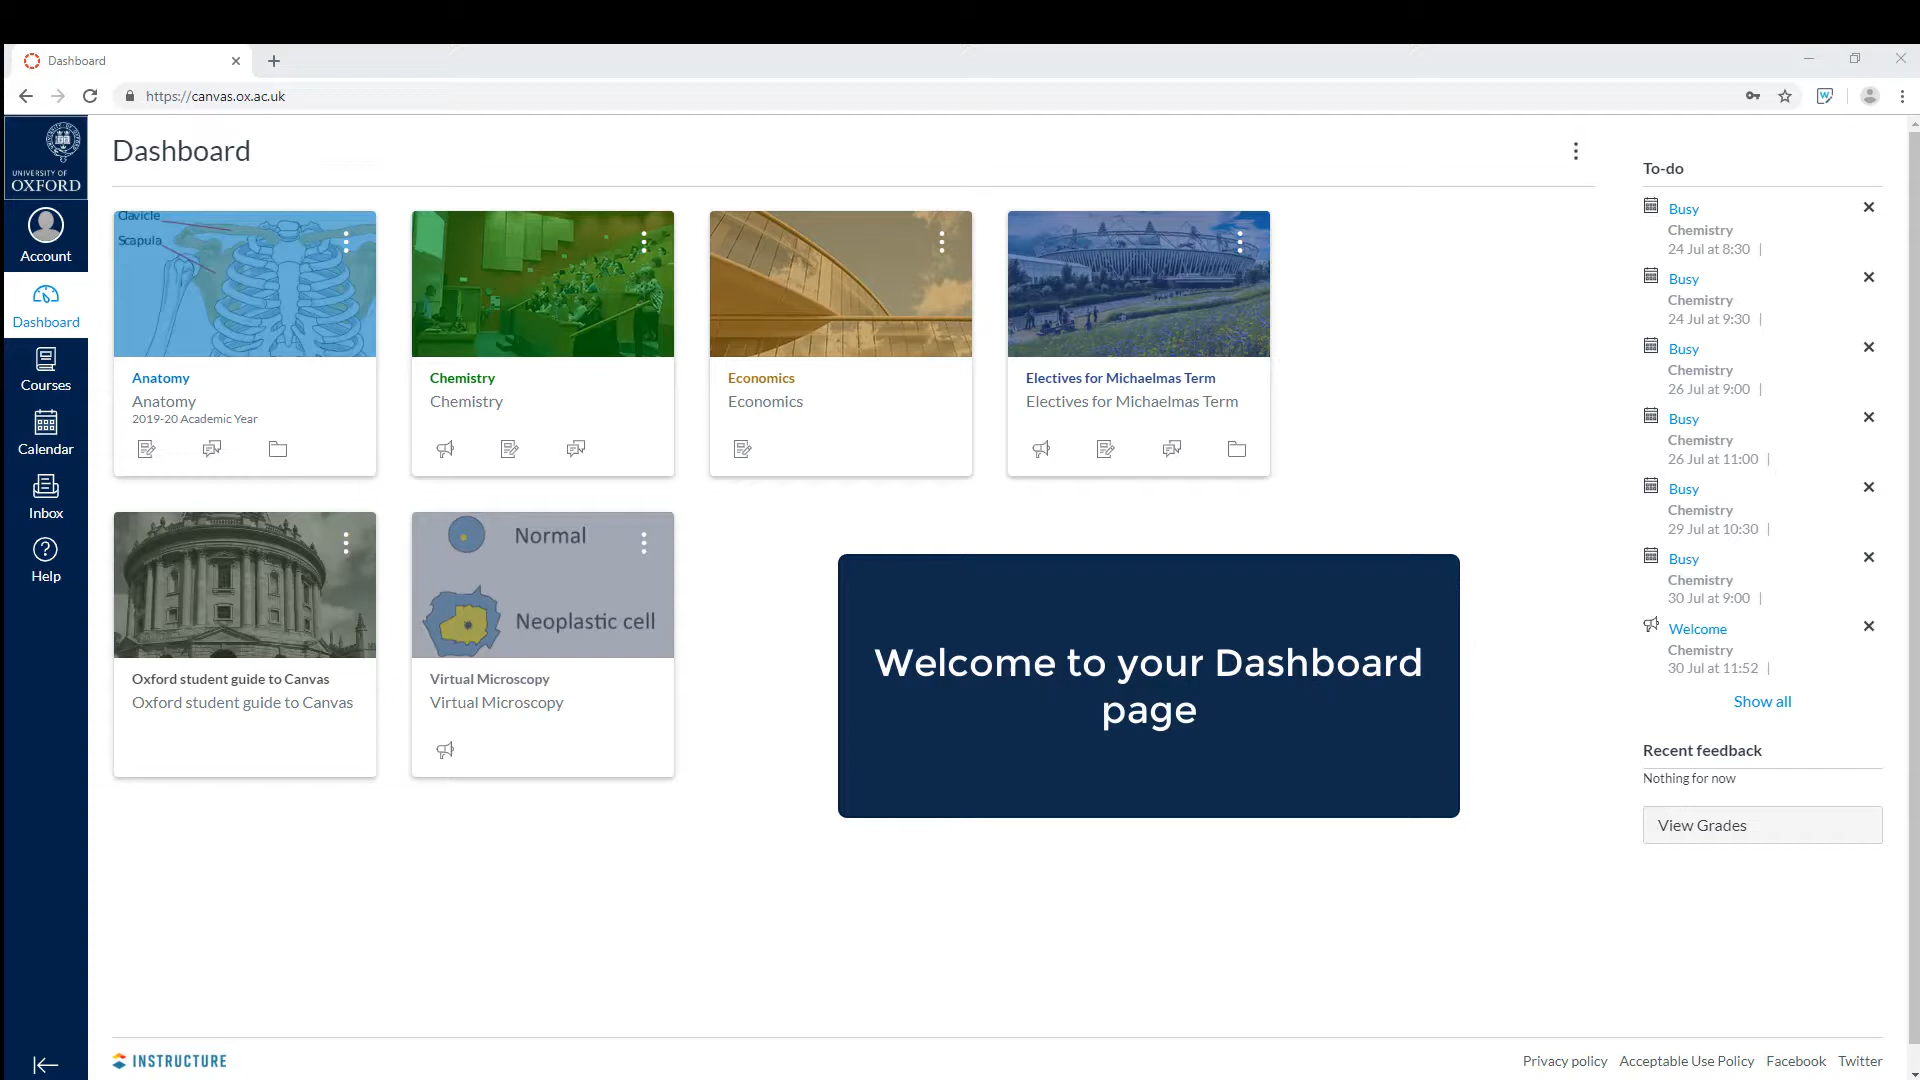 Dashboard
https://canvas.ox.ac.uk
UNIVERSITY OF
OXFORD
Account
Dashboard
Courses
Calendar
Inbox
Help
Dashboard
Clavicle
Scapula
Anatomy
Anatomy
2019-20 Academic Year
Chemistry
Chemistry
Economics
Economics
Electives for Michaelmas Term
Electives for Michaelmas Term
Oxford student guide to Canvas
Oxford student guide to Canvas
Normal
Neoplastic cell
Virtual Microscopy
Virtual Microscopy
Welcome to your Dashboard
page
To-do
Busy
Chemistry
24 Jul at 8:30 |
Busy
Chemistry
24 Jul at 9:30 |
Busy
Chemistry
26 Jul at 9:00 |
Busy
Chemistry
26 Jul at 11:00 |
Busy
Chemistry
29 Jul at 10:30 |
Busy
Chemistry
30 Jul at 9:00 |
Welcome
Chemistry
30 Jul at 11:52 |
Show all
Recent feedback
Nothing for now
View Grades
INSTRUCTURE
Privacy policy Acceptable Use Policy Facebook Twitter